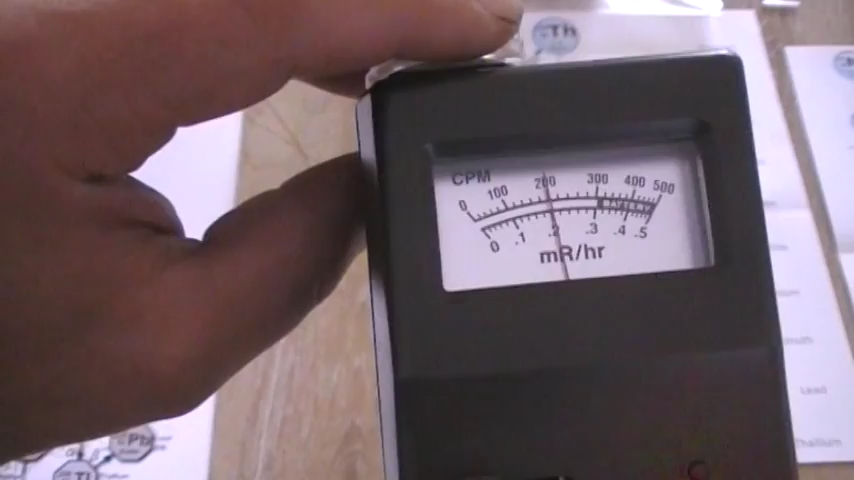 Th
CPM
0 100 200 300 400 500
BATTERY
0 .1 .2 .3 .4 .5
mR/hr
Lead
Thallium
Pb
Tl